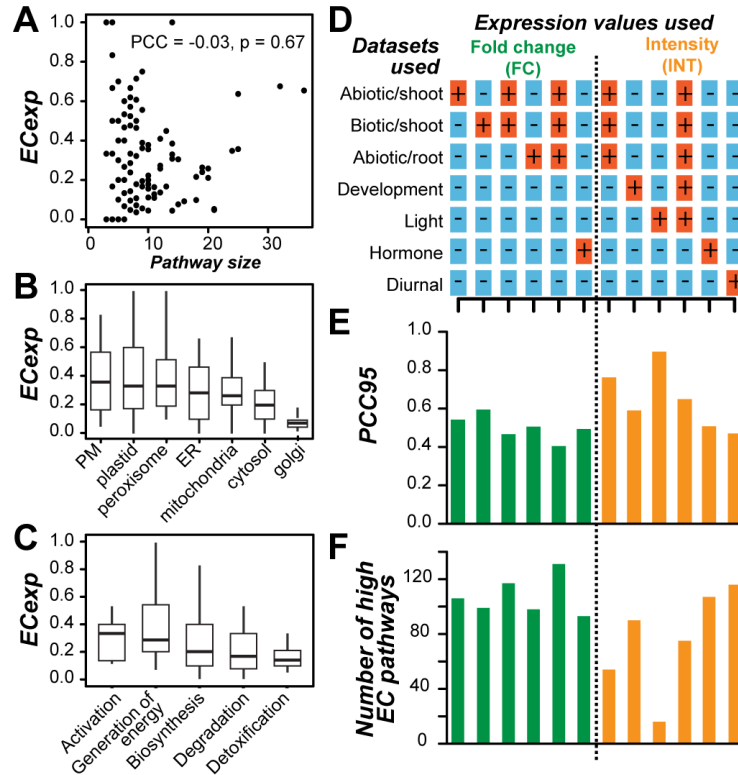 A
PCC = -0.03, p = 0.67
ECexp
1.0
0.8
0.6
0.4
0.2
0.0
0 10 20 30
Pathway size
B
ECexp
1.0
0.8
0.6
0.4
0.2
0.0
PM
plastid
peroxisome
ER
mitochondria
cytosol
golgi
C
ECexp
1.0
0.8
0.6
0.4
0.2
0.0
Activation
Generation of
energy
Biosynthesis
Degradation
Detoxification
D
Expression values used
Datasets
used
Fold change
(FC)
Intensity
(INT)
Abiotic/shoot + - + - + - + - - + - -
Biotic/shoot - + + - + - + - - + - -
Abiotic/root - - - + + - + - - + - -
Development - - - - - - - + - + - -
Light - - - - - - - - + + - -
Hormone - - - - - + - - - - + -
Diurnal - - - - - - - - - - - +
E
PCC95
1.0
0.8
0.6
0.4
0.2
0.0
F
Number of high
EC pathways
120
80
40
0